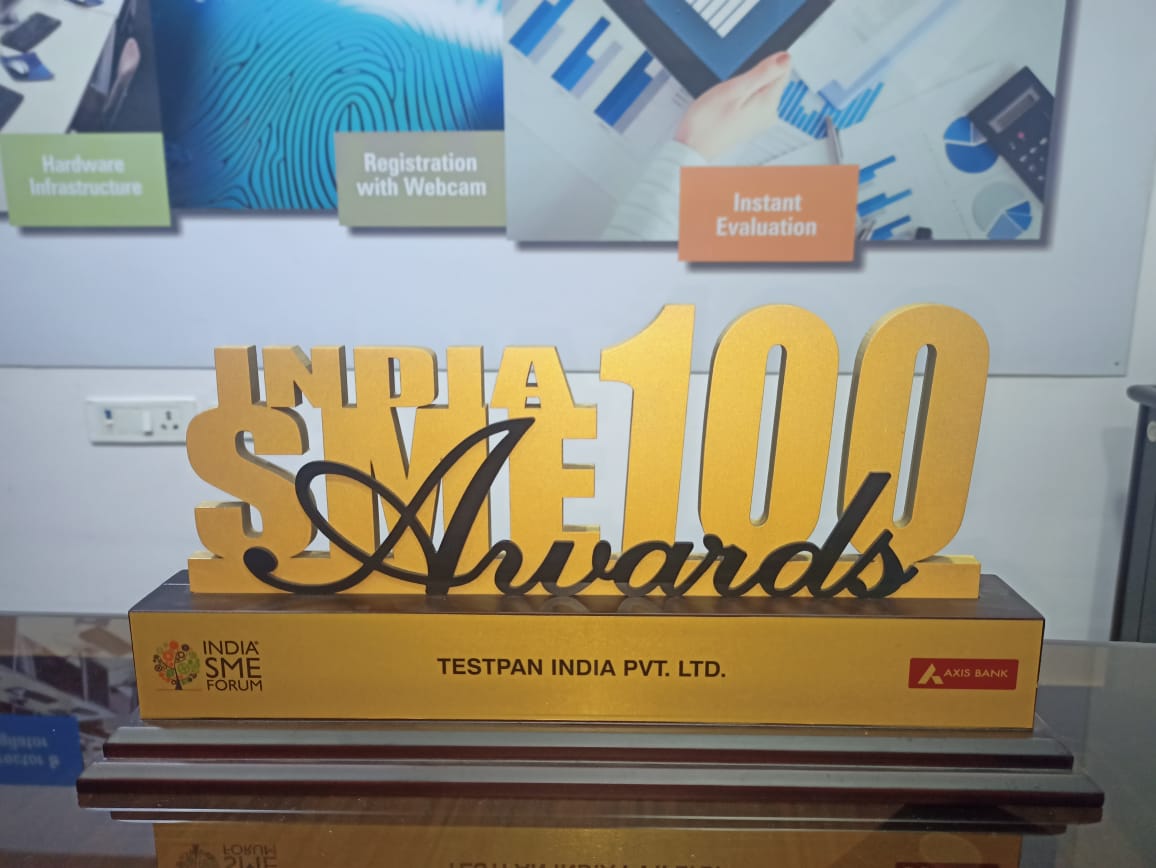 Hardware
Infrastructure
Registration
with Webcam
Instant
Evaluation
INDIA
SME 100
Awards
INDIA
SME
FORUM
TESTPAN INDIA PVT. LTD.
AXIS BANK